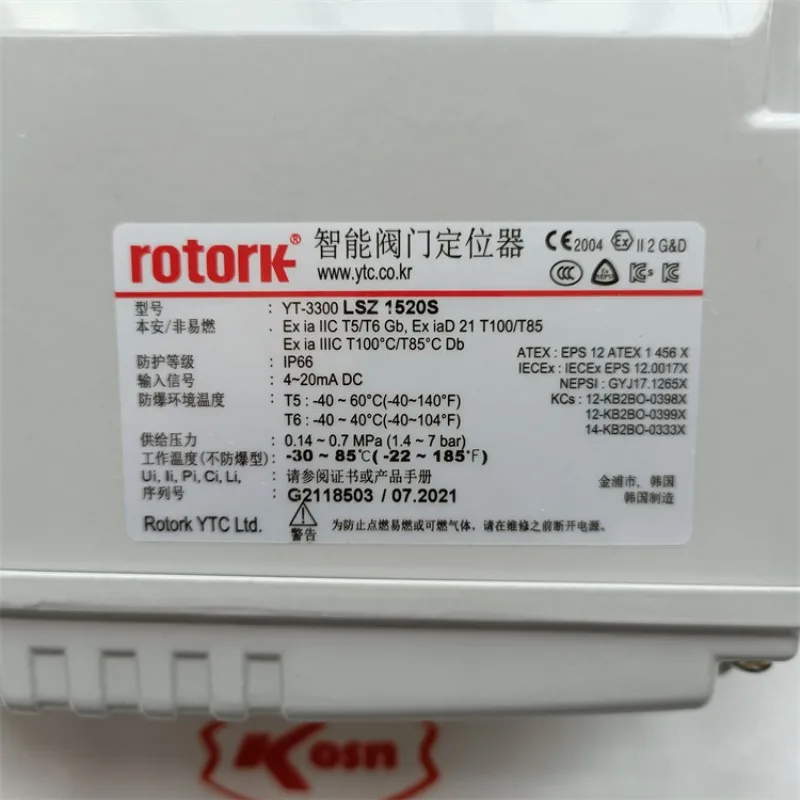 rotork® 智能阀门定位器 CE 2004 Ex II 2 G&D
www.ytc.co.kr
型号 : YT-3300 LSZ 1520S
本安/非易燃 : Ex ia IIC T5/T6 Gb, Ex iaD 21 T100/T85
Ex ia IIIC T100°C/T85°C Db
防护等级 : IP66
输入信号 : 4~20mA DC
防爆环境温度 : T5 : -40 ~ 60°C(-40~140°F)
T6 : -40 ~ 40°C(-40~104°F)
供给压力 : 0.14 ~ 0.7 MPa (1.4 ~ 7 bar)
工作温度(不防爆型) : -30 ~ 85℃( -22 ~ 185℉)
Ui, Ii, Pi, Ci, Li, : 请参阅证书或产品手册
序列号 : G2118503 / 07.2021
ATEX : EPS 12 ATEX 1 456 X
IECEx : IECEx EPS 12.0017X
NEPSI : GYJ17.1265X
KCs : 12-KB2BO-0398X
12-KB2BO-0399X
14-KB2BO-0333X
金浦市, 韩国
韩国制造
Rotork YTC Ltd.
警告
为防止点燃易燃或可燃气体，请在维修之前断开电源。
Kosn